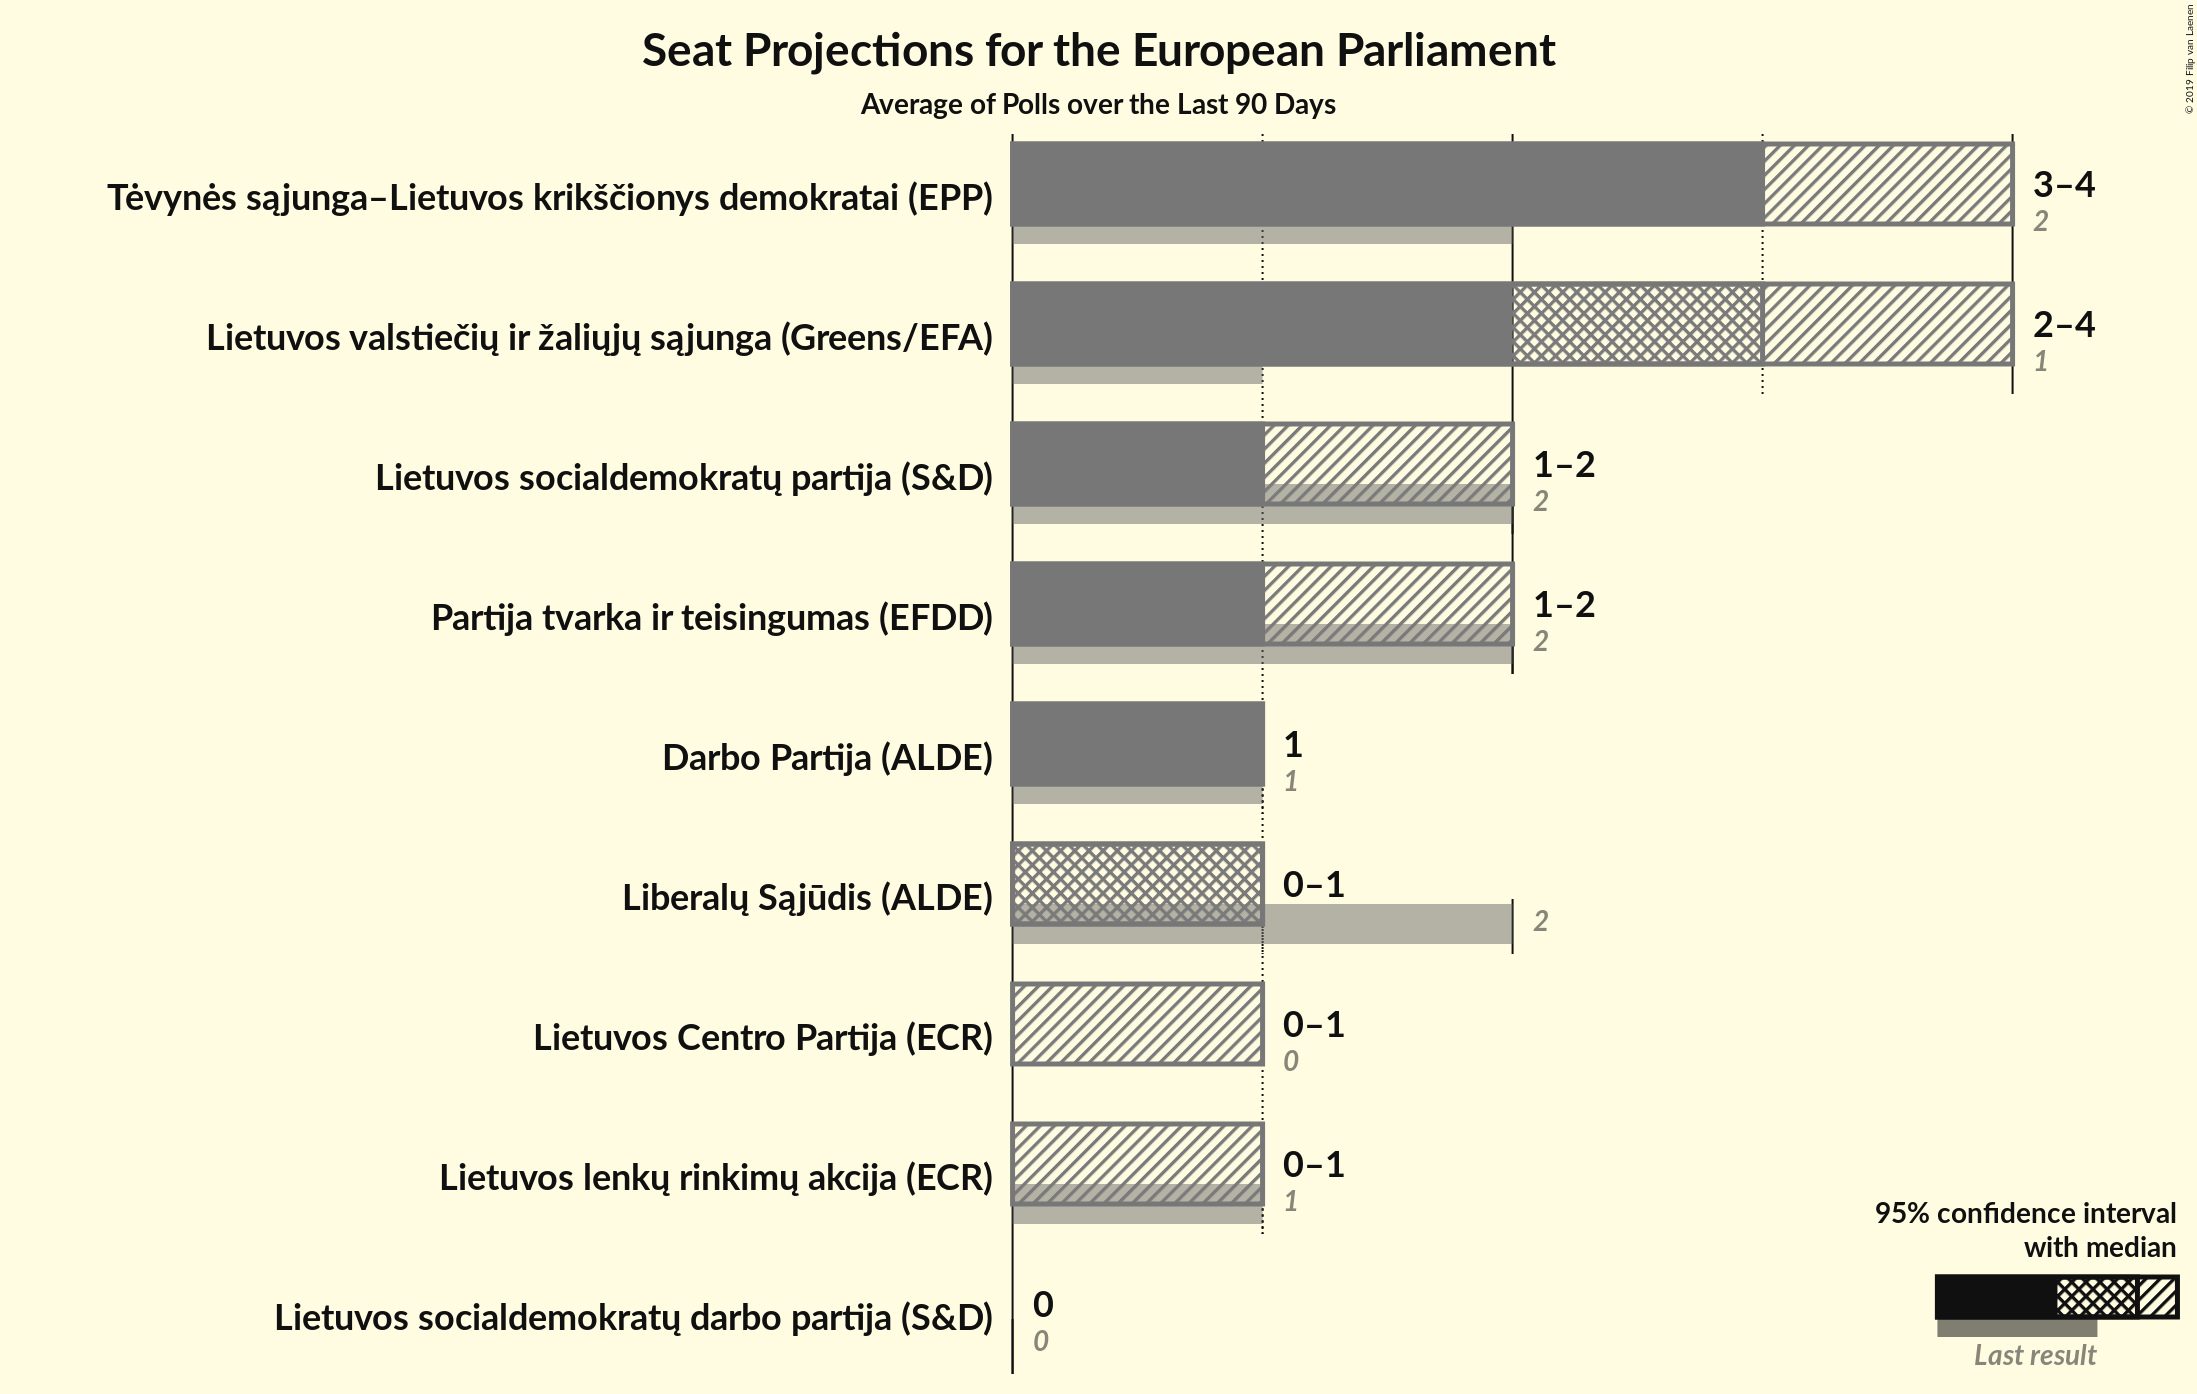 Seat Projections for the European Parliament
Average of Polls over the Last 90 Days
© 2019 Filip van Laenen
Tėvynės sąjunga–Lietuvos krikščionys demokratai (EPP)
3–4
2
Lietuvos valstiečių ir žaliųjų sąjunga (Greens/EFA)
2–4
1
Lietuvos socialdemokratų partija (S&D)
1–2
2
Partija tvarka ir teisingumas (EFDD)
1–2
2
Darbo Partija (ALDE)
1
1
Liberalų Sąjūdis (ALDE)
0–1
2
Lietuvos Centro Partija (ECR)
0–1
0
Lietuvos lenkų rinkimų akcija (ECR)
0–1
1
Lietuvos socialdemokratų darbo partija (S&D)
0
0
95% confidence interval
with median
Last result